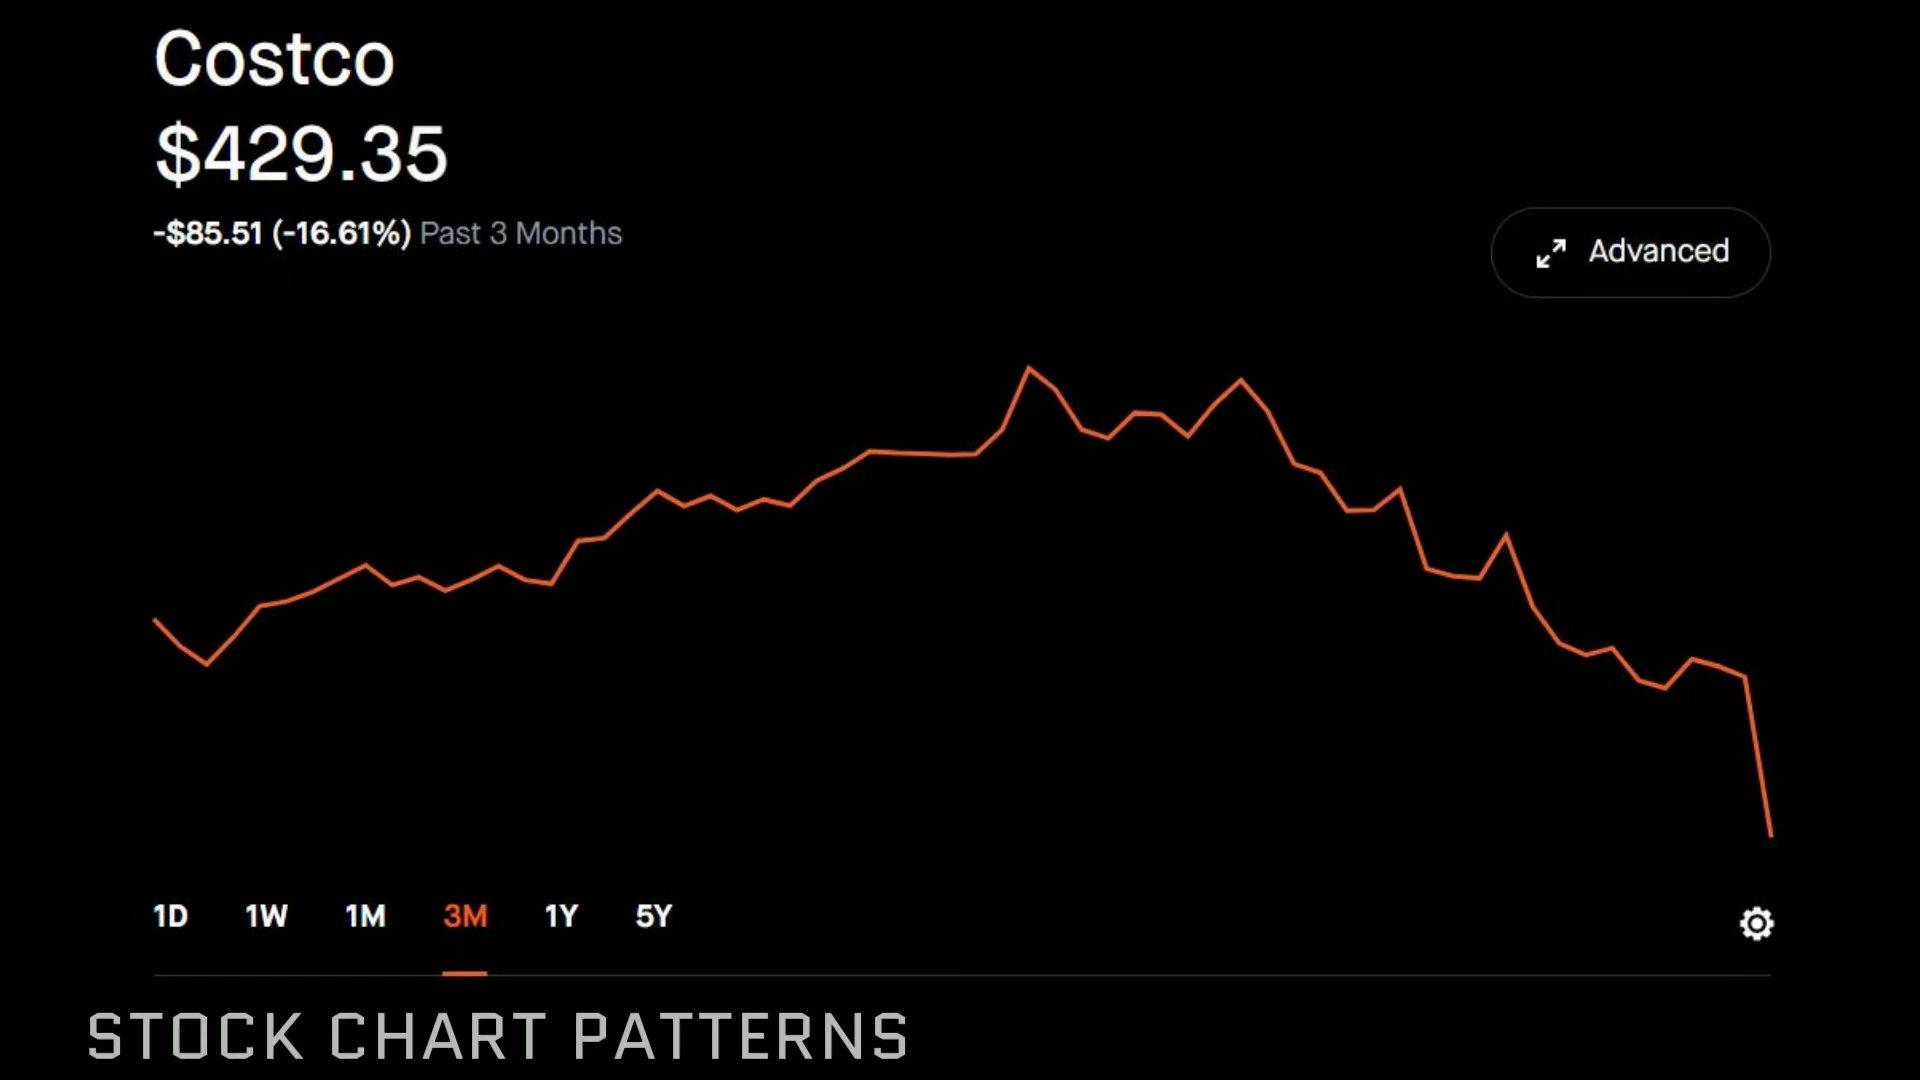 Costco
$429.35
-$85.51 (-16.61%) Past 3 Months
Advanced
1D 1W 1M 3M 1Y 5Y
STOCK CHART PATTERNS